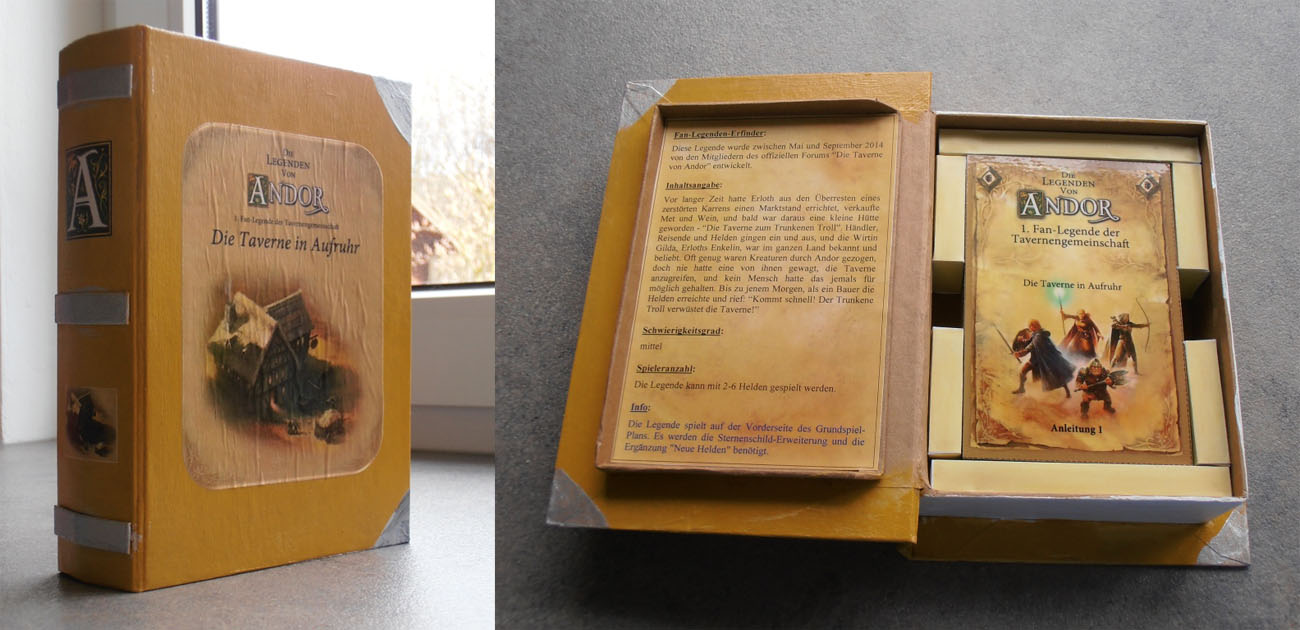 A
DIE
LEGENDEN
VON
ANDOR
1. Fan-Legende der Tavernengemeinschaft
Die Taverne in Aufruhr
Fan-Legenden-Erfinder:
Diese Legende wurde zwischen Mai und September 2014
von den Mitgliedern des offiziellen Forums "Die Taverne
von Andor" entwickelt.
Inhaltsangabe:
Vor langer Zeit hatte Erloth aus den Überresten eines
zerstörten Karrens einen Marktstand errichtet, verkaufte
Met und Wein, und bald war daraus eine kleine Hütte
geworden - "Die Taverne zum Trunkenen Troll". Händler,
Reisende und Helden gingen ein und aus, und die Wirtin
Gilda, Erloths Enkelin, war im ganzen Land bekannt und
beliebt. Oft genug waren Kreaturen durch Andor gezogen,
doch nie hatte eine von ihnen gewagt, die Taverne
anzugreifen, und kein Mensch hatte das jemals für
möglich gehalten. Bis zu jenem Morgen, als ein Bauer die
Helden erreichte und rief: "Kommt schnell! Der Trunkene
Troll verwüstet die Taverne!"
Schwierigkeitsgrad:
mittel
Spieleranzahl:
Die Legende kann mit 2-6 Helden gespielt werden.
Info:
Die Legende spielt auf der Vorderseite des Grundspiel-
Plans. Es werden die Sternenschild-Erweiterung und die
Ergänzung "Neue Helden" benötigt.
DIE
LEGENDEN
VON
ANDOR
1. Fan-Legende der
Tavernengemeinschaft
Die Taverne in Aufruhr
Anleitung 1